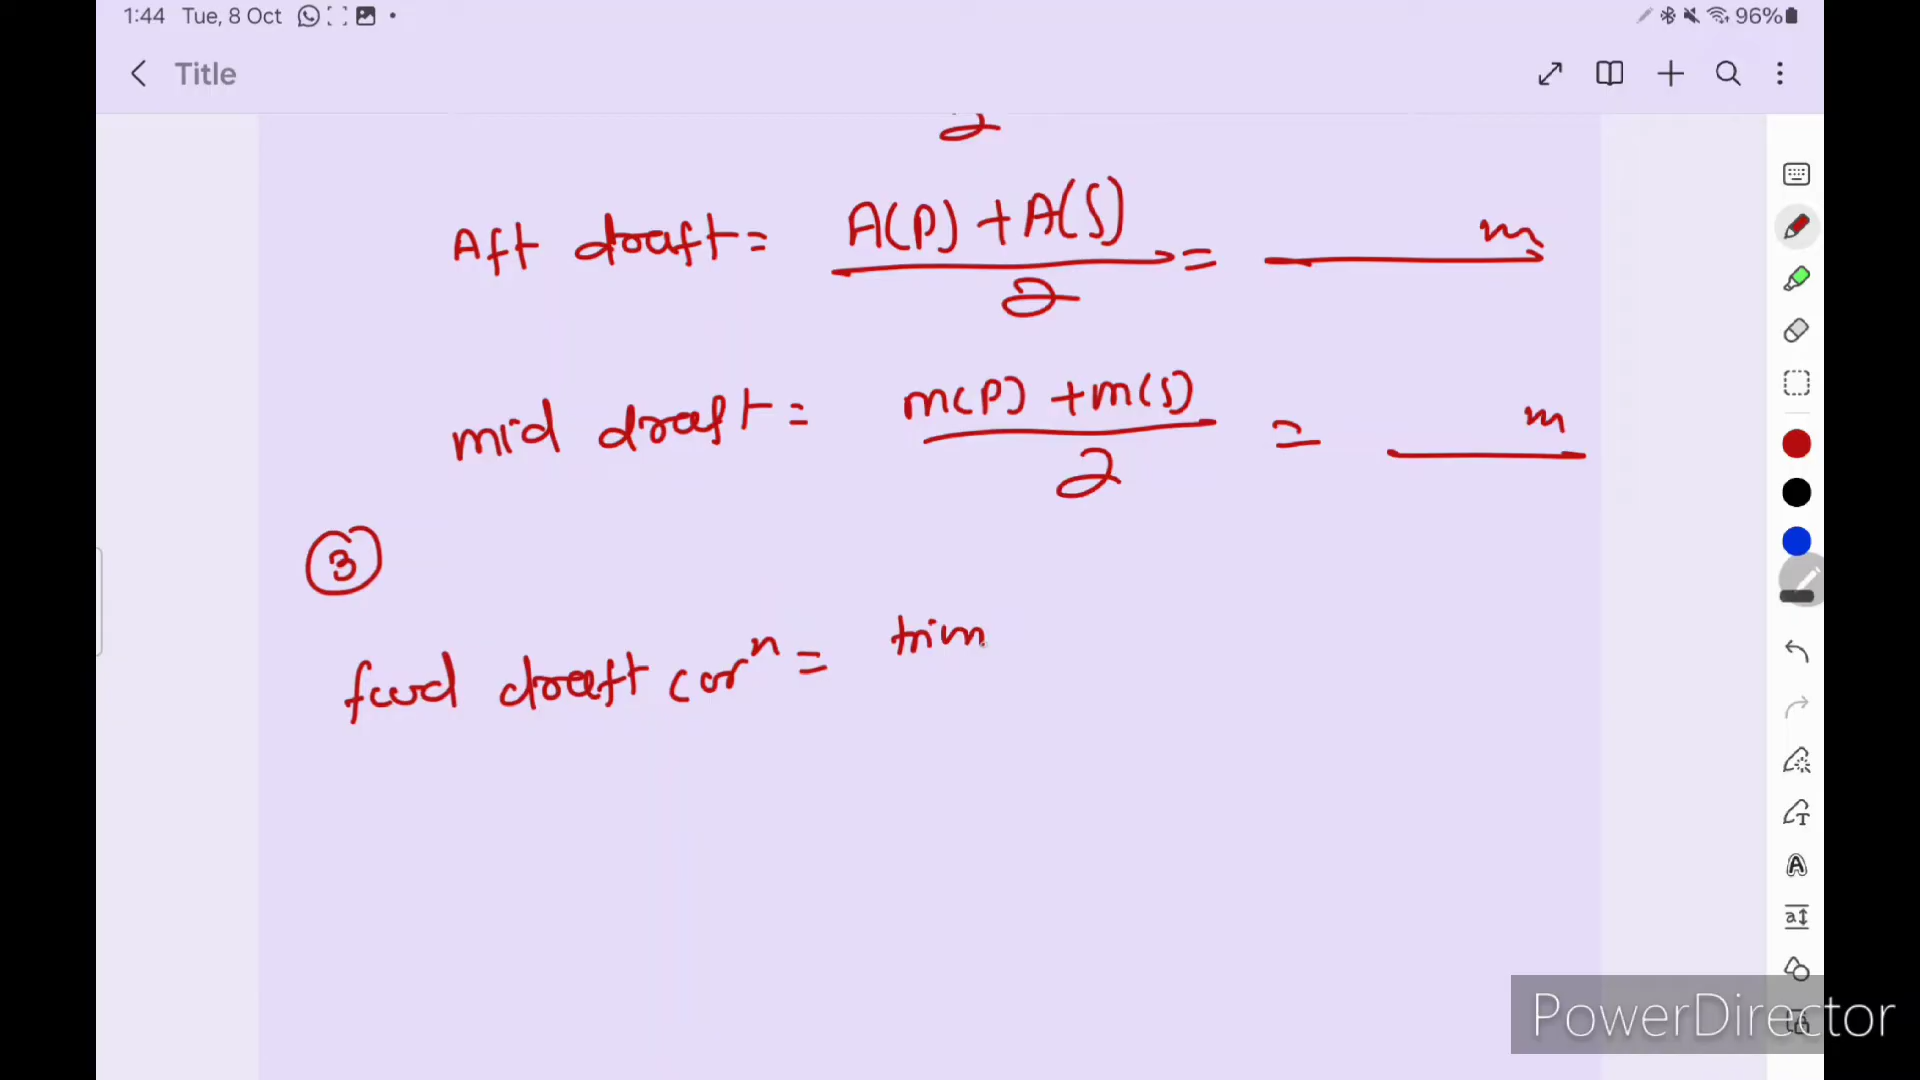 1:44 Tue, 8 Oct 96%
Title
2
Aft draft = A(P) + A(S) / 2 = ____ m
mid draft = m(P) + m(S) / 2 = ____ m
3
fwd draft corⁿ = trim
PowerDirector